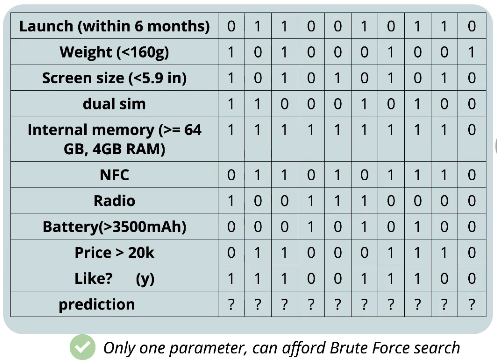 Launch (within 6 months) 0 1 1 0 0 1 0 1 1 0
Weight (<160g) 1 0 1 0 0 0 1 0 0 1
Screen size (<5.9 in) 1 0 1 0 1 0 1 0 1 0
dual sim 1 1 0 0 0 1 0 1 0 0
Internal memory (>= 64 1 1 1 1 1 1 1 1 1 0
GB, 4GB RAM)
NFC 0 1 1 0 1 0 1 1 1 0
Radio 1 0 0 1 1 1 0 0 0 0
Battery(>3500mAh) 0 0 0 1 0 1 0 1 0 0
Price > 20k 0 1 1 0 0 0 1 1 1 0
Like? (y) 1 1 1 0 0 1 1 1 0 0
prediction ? ? ? ? ? ? ? ? ? ?
Only one parameter, can afford Brute Force search